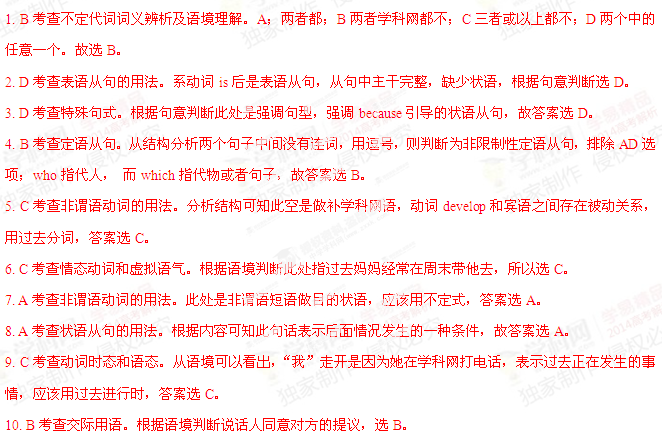 1. B 考查不定代词词义辨析及语境理解。A；两者都；B 两者学科网都不；C 三者或以上都不；D 两个中的
任意一个。故选 B。
2. D 考查表语从句的用法。系动词 is 后是表语从句，从句中主干完整，缺少状语，根据句意判断选 D。
3. D 考查特殊句式。根据句意判断此处是强调句型，强调 because 引导的状语从句，故答案选 D。
4. B 考查定语从句。从结构分析两个句子中间没有连词，用逗号，则判断为非限制性定语从句，排除 AD 选
项；who 指代人， 而 which 指代物或者句子，故答案选 B。
5. C 考查非谓语动词的用法。分析结构可知此空是做补学科网语，动词 develop 和宾语之间存在被动关系，
用过去分词，答案选 C。
6. C 考查情态动词和虚拟语气。根据语境判断此处指过去妈妈经常在周末带他去，所以选 C。
7. A 考查非谓语动词的用法。此处是非谓语短语做目的状语，应该用不定式，答案选 A。
8. A 考查状语从句的用法。根据内容可知此句话表示后面情况发生的一种条件，故答案选 A。
9. C 考查动词时态和语态。从语境可以看出，“我”走开是因为她在学科网打电话，表示过去正在发生的事
情，应该用过去进行时，答案选 C。
10. B 考查交际用语。根据语境判断说话人同意对方的提议，选 B。